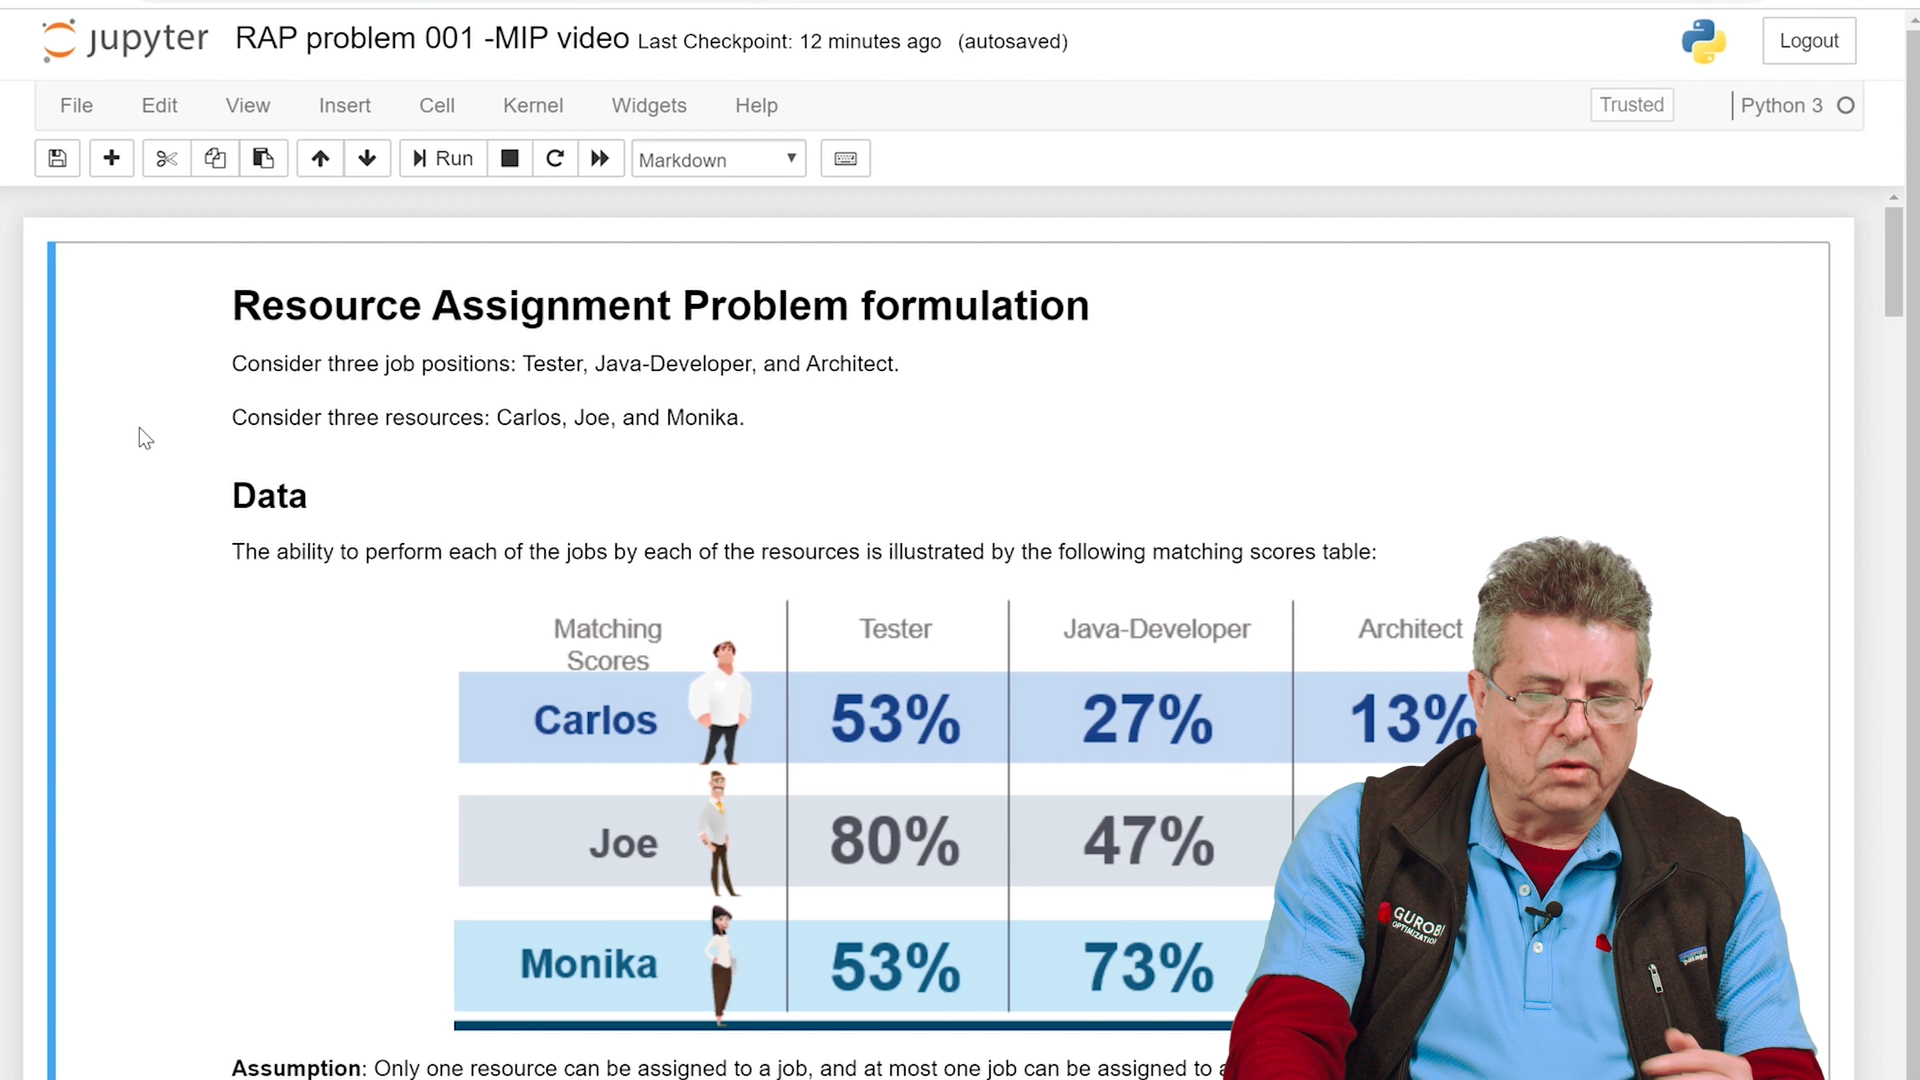 jupyter RAP problem 001 -MIP video Last Checkpoint: 12 minutes ago (autosaved)
Logout
File Edit View Insert Cell Kernel Widgets Help
Trusted Python 3
Run Markdown
Resource Assignment Problem formulation
Consider three job positions: Tester, Java-Developer, and Architect.
Consider three resources: Carlos, Joe, and Monika.
Data
The ability to perform each of the jobs by each of the resources is illustrated by the following matching scores table:
Matching Scores Tester Java-Developer Architect
Carlos 53% 27% 13%
Joe 80% 47%
Monika 53% 73%
GUROBI
OPTIMIZATION
patagonia
Assumption: Only one resource can be assigned to a job, and at most one job can be assigned to